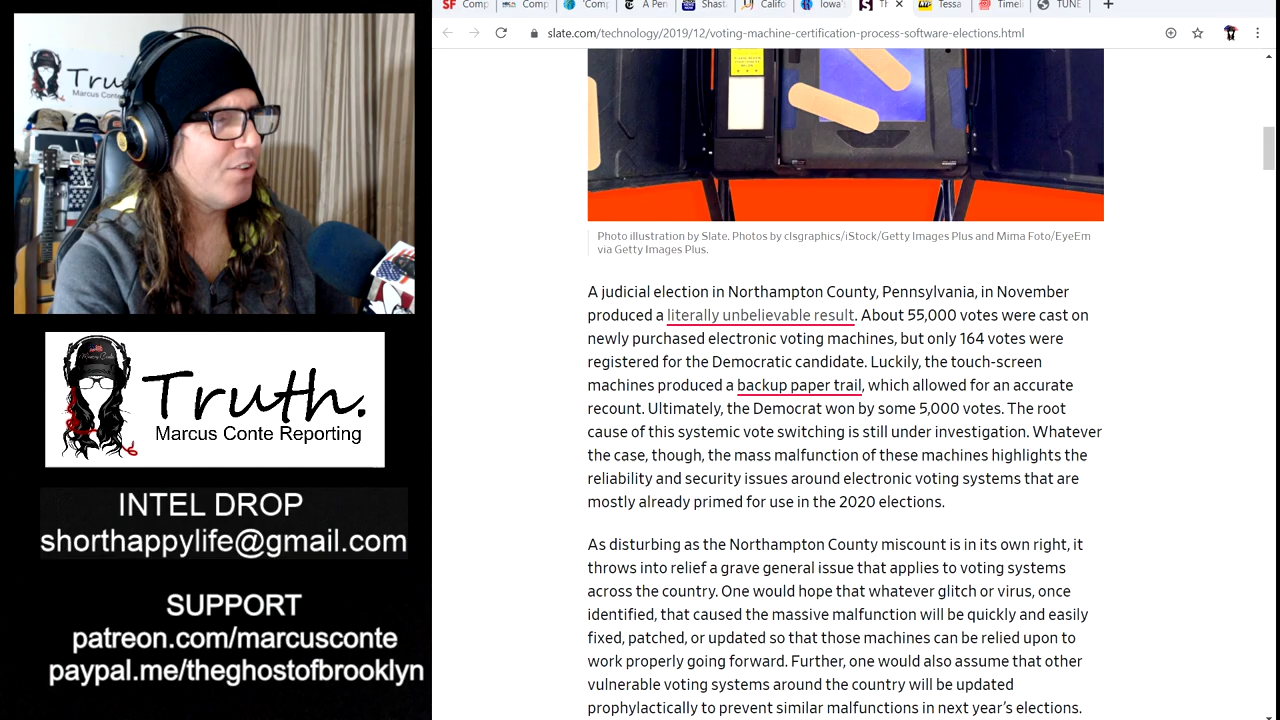 SF Comp
Comp
'Comp
A Pen
Shast
Califo
Iowa's
Th
Tessa
Timel
TUNE
slate.com/technology/2019/12/voting-machine-certification-process-software-elections.html
Truth
Marcus Conte
Photo illustration by Slate. Photos by clsgraphics/iStock/Getty Images Plus and Mima Foto/EyeEm
via Getty Images Plus.
A judicial election in Northampton County, Pennsylvania, in November
produced a literally unbelievable result. About 55,000 votes were cast on
newly purchased electronic voting machines, but only 164 votes were
registered for the Democratic candidate. Luckily, the touch-screen
machines produced a backup paper trail, which allowed for an accurate
recount. Ultimately, the Democrat won by some 5,000 votes. The root
cause of this systemic vote switching is still under investigation. Whatever
the case, though, the mass malfunction of these machines highlights the
reliability and security issues around electronic voting systems that are
mostly already primed for use in the 2020 elections.
As disturbing as the Northampton County miscount is in its own right, it
throws into relief a grave general issue that applies to voting systems
across the country. One would hope that whatever glitch or virus, once
identified, that caused the massive malfunction will be quickly and easily
fixed, patched, or updated so that those machines can be relied upon to
work properly going forward. Further, one would also assume that other
vulnerable voting systems around the country will be updated
prophylactically to prevent similar malfunctions in next year's elections.
Truth.
Marcus Conte Reporting
INTEL DROP
shorthappylife@gmail.com
SUPPORT
patreon.com/marcusconte
paypal.me/theghostofbrooklyn